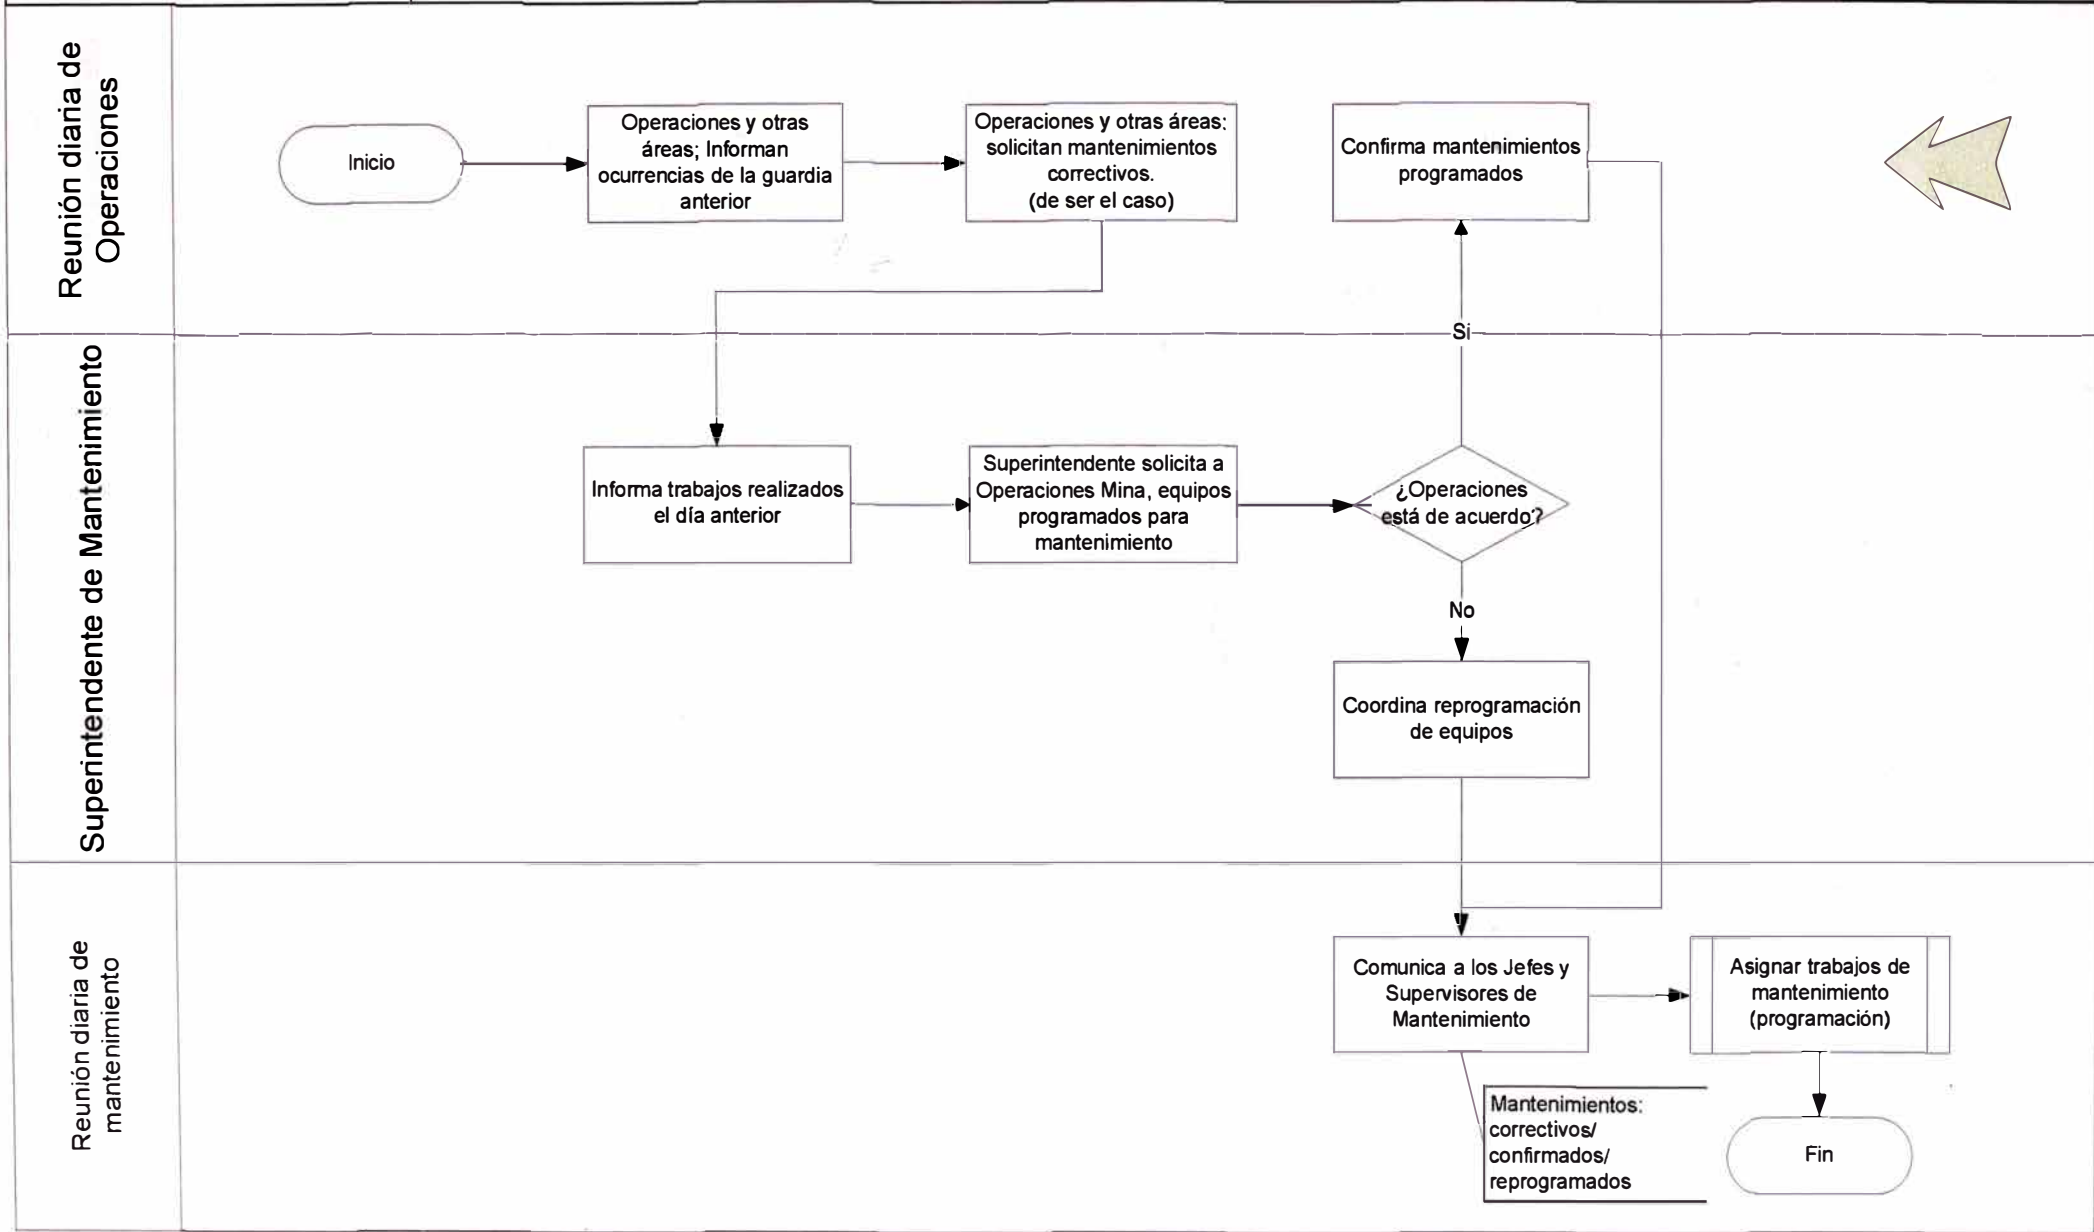 Reunión diaria de
Operaciones
Inicio
Operaciones y otras
áreas; Informan
ocurrencias de la guardia
anterior
Operaciones y otras áreas;
solicitan mantenimientos
correctivos.
(de ser el caso)
Confirma mantenimientos
programados
Si
Superintendente de Mantenimiento
Informa trabajos realizados
el día anterior
Superintendente solicita a
Operaciones Mina, equipos
programados para
mantenimiento
¿Operaciones
está de acuerdo?
No
Coordina reprogramación
de equipos
Reunión diaria de
mantenimiento
Comunica a los Jefes y
Supervisores de
Mantenimiento
Asignar trabajos de
mantenimiento
(programación)
Mantenimientos:
correctivos/
confirmados/
reprogramados
Fin